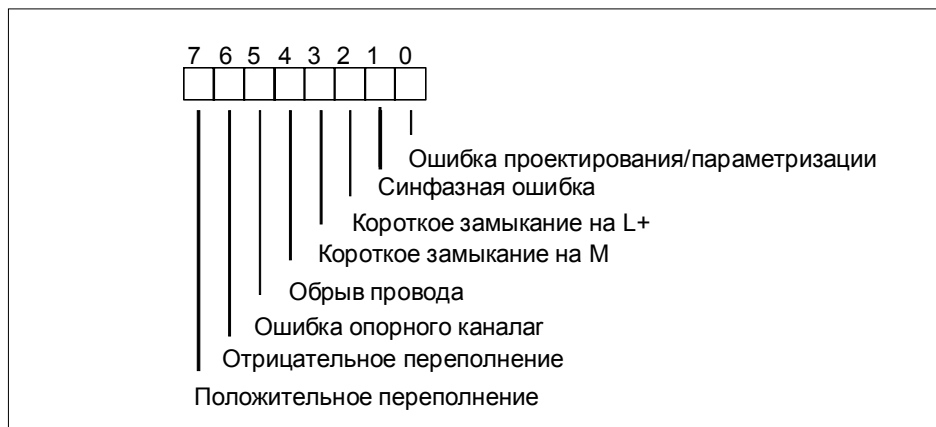 7 6 5 4 3 2 1 0
Ошибка проектирования/параметризации
Синфазная ошибка
Короткое замыкание на L+
Короткое замыкание на M
Обрыв провода
Ошибка опорного каналаr
Отрицательное переполнение
Положительное переполнение